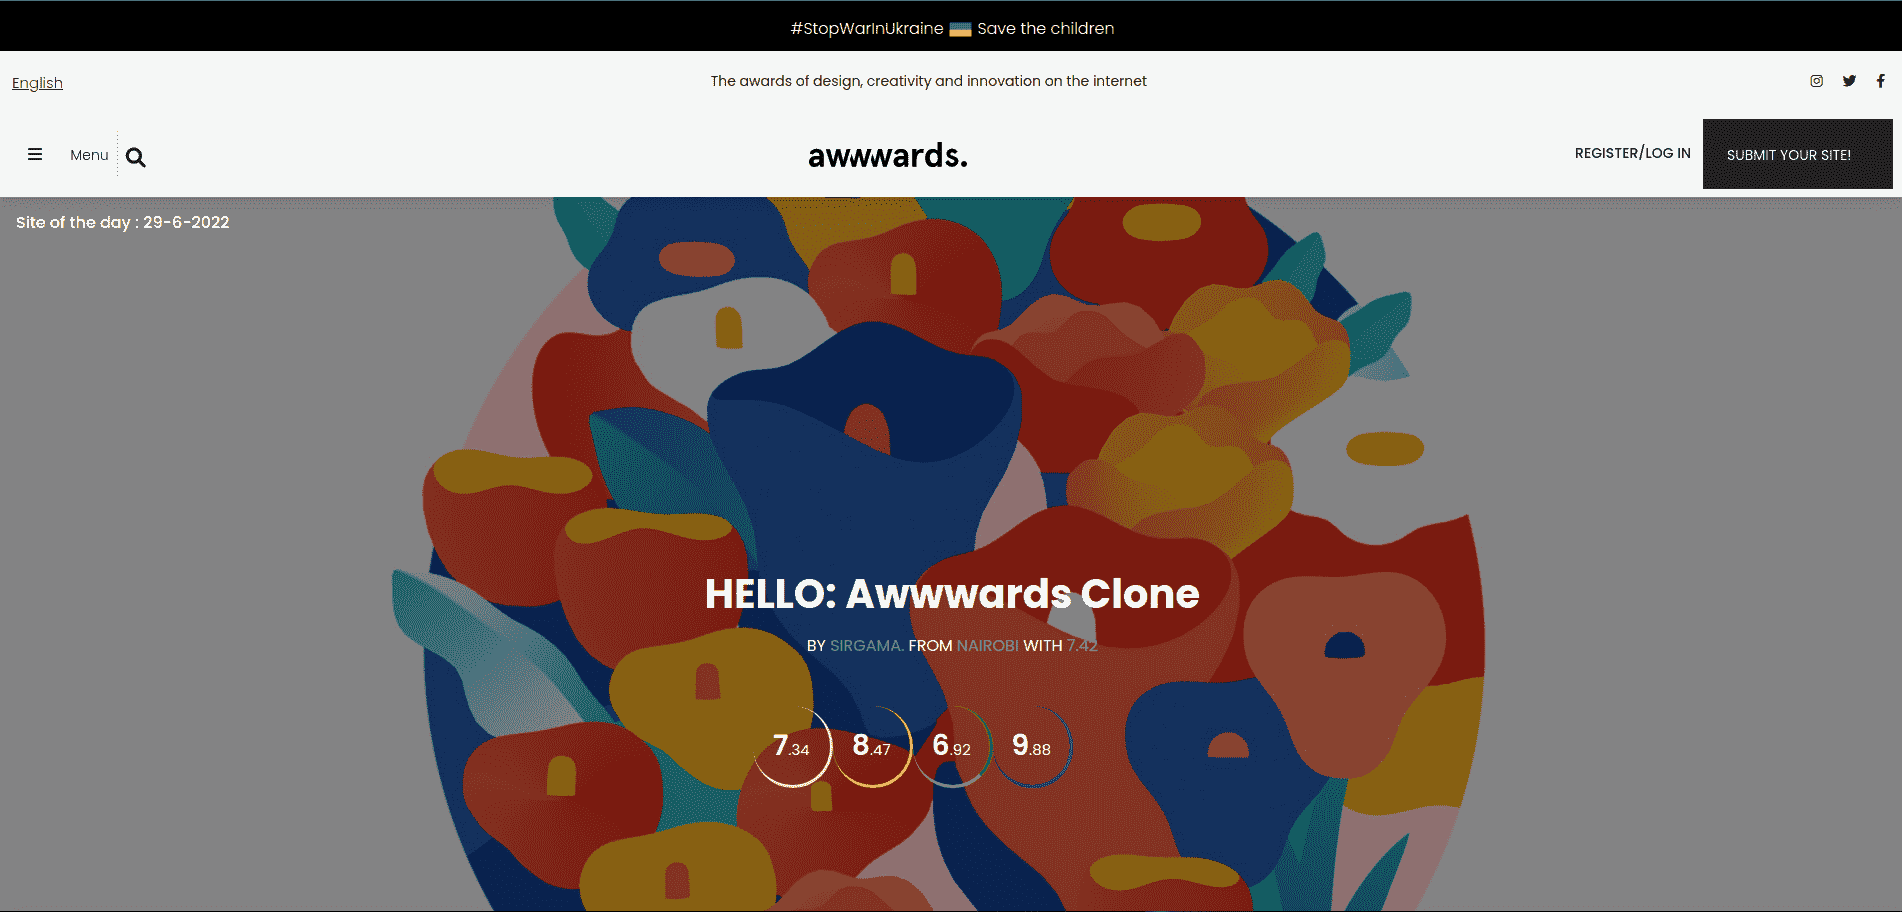 #StopWarInUkraine Save the children
English
The awards of design, creativity and innovation on the internet
Menu
awwwards.
REGISTER/LOG IN
SUBMIT YOUR SITE!
Site of the day : 29-6-2022
HELLO: Awwwards Clone
BY SIRGAMA. FROM NAIROBI WITH 7.42
7.34 8.47 6.92 9.88